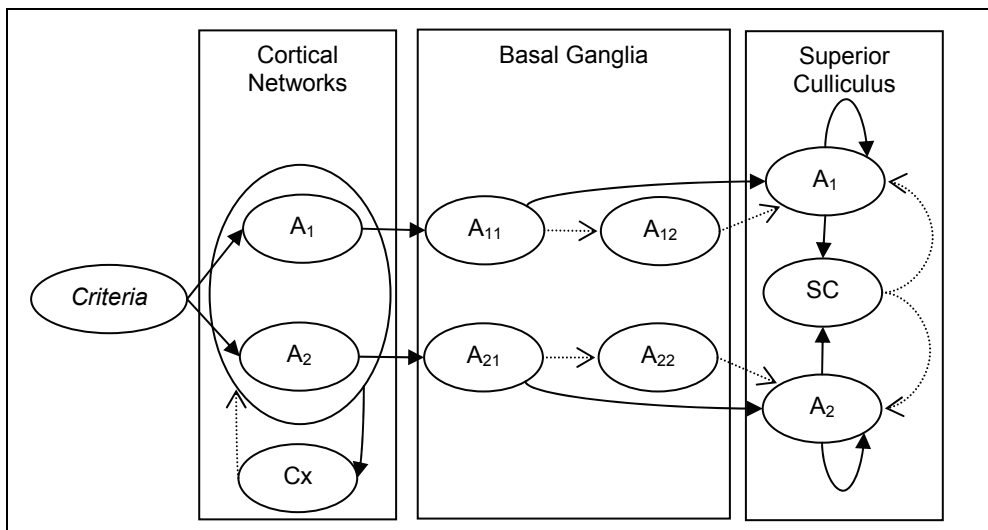 Cortical
Networks
Basal Ganglia
Superior
Culliculus
A1
A11
A12
A1
Criteria
SC
A2
A21
A22
A2
Cx